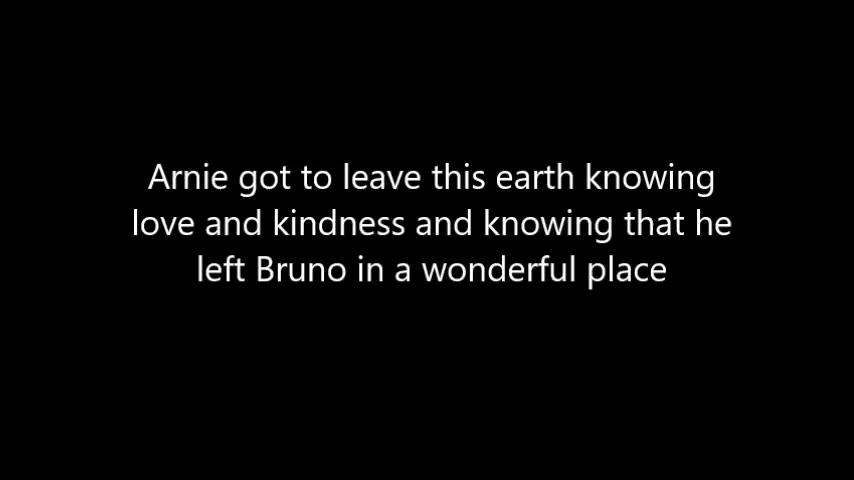 Arnie got to leave this earth knowing
love and kindness and knowing that he
left Bruno in a wonderful place